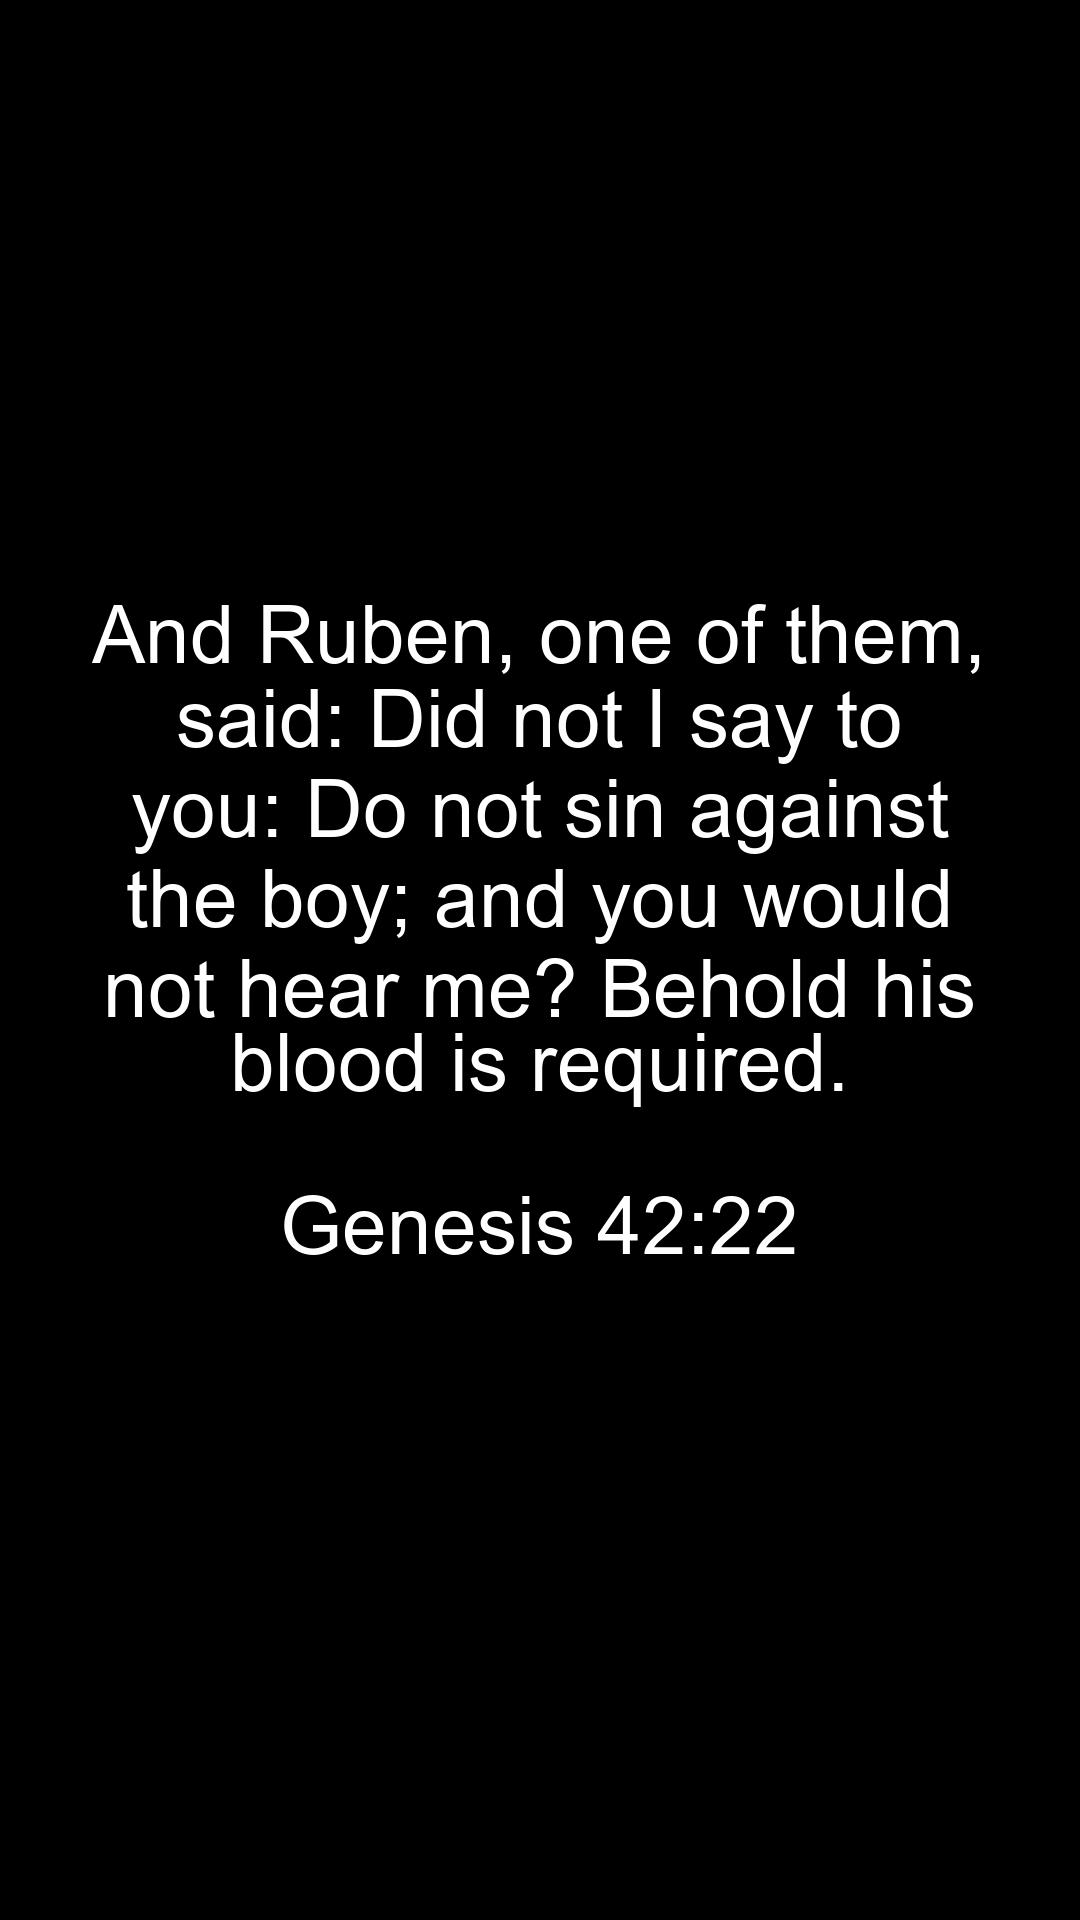 And Ruben, one of them,
said: Did not I say to
you: Do not sin against
the boy; and you would
not hear me? Behold his
blood is required.
Genesis 42:22